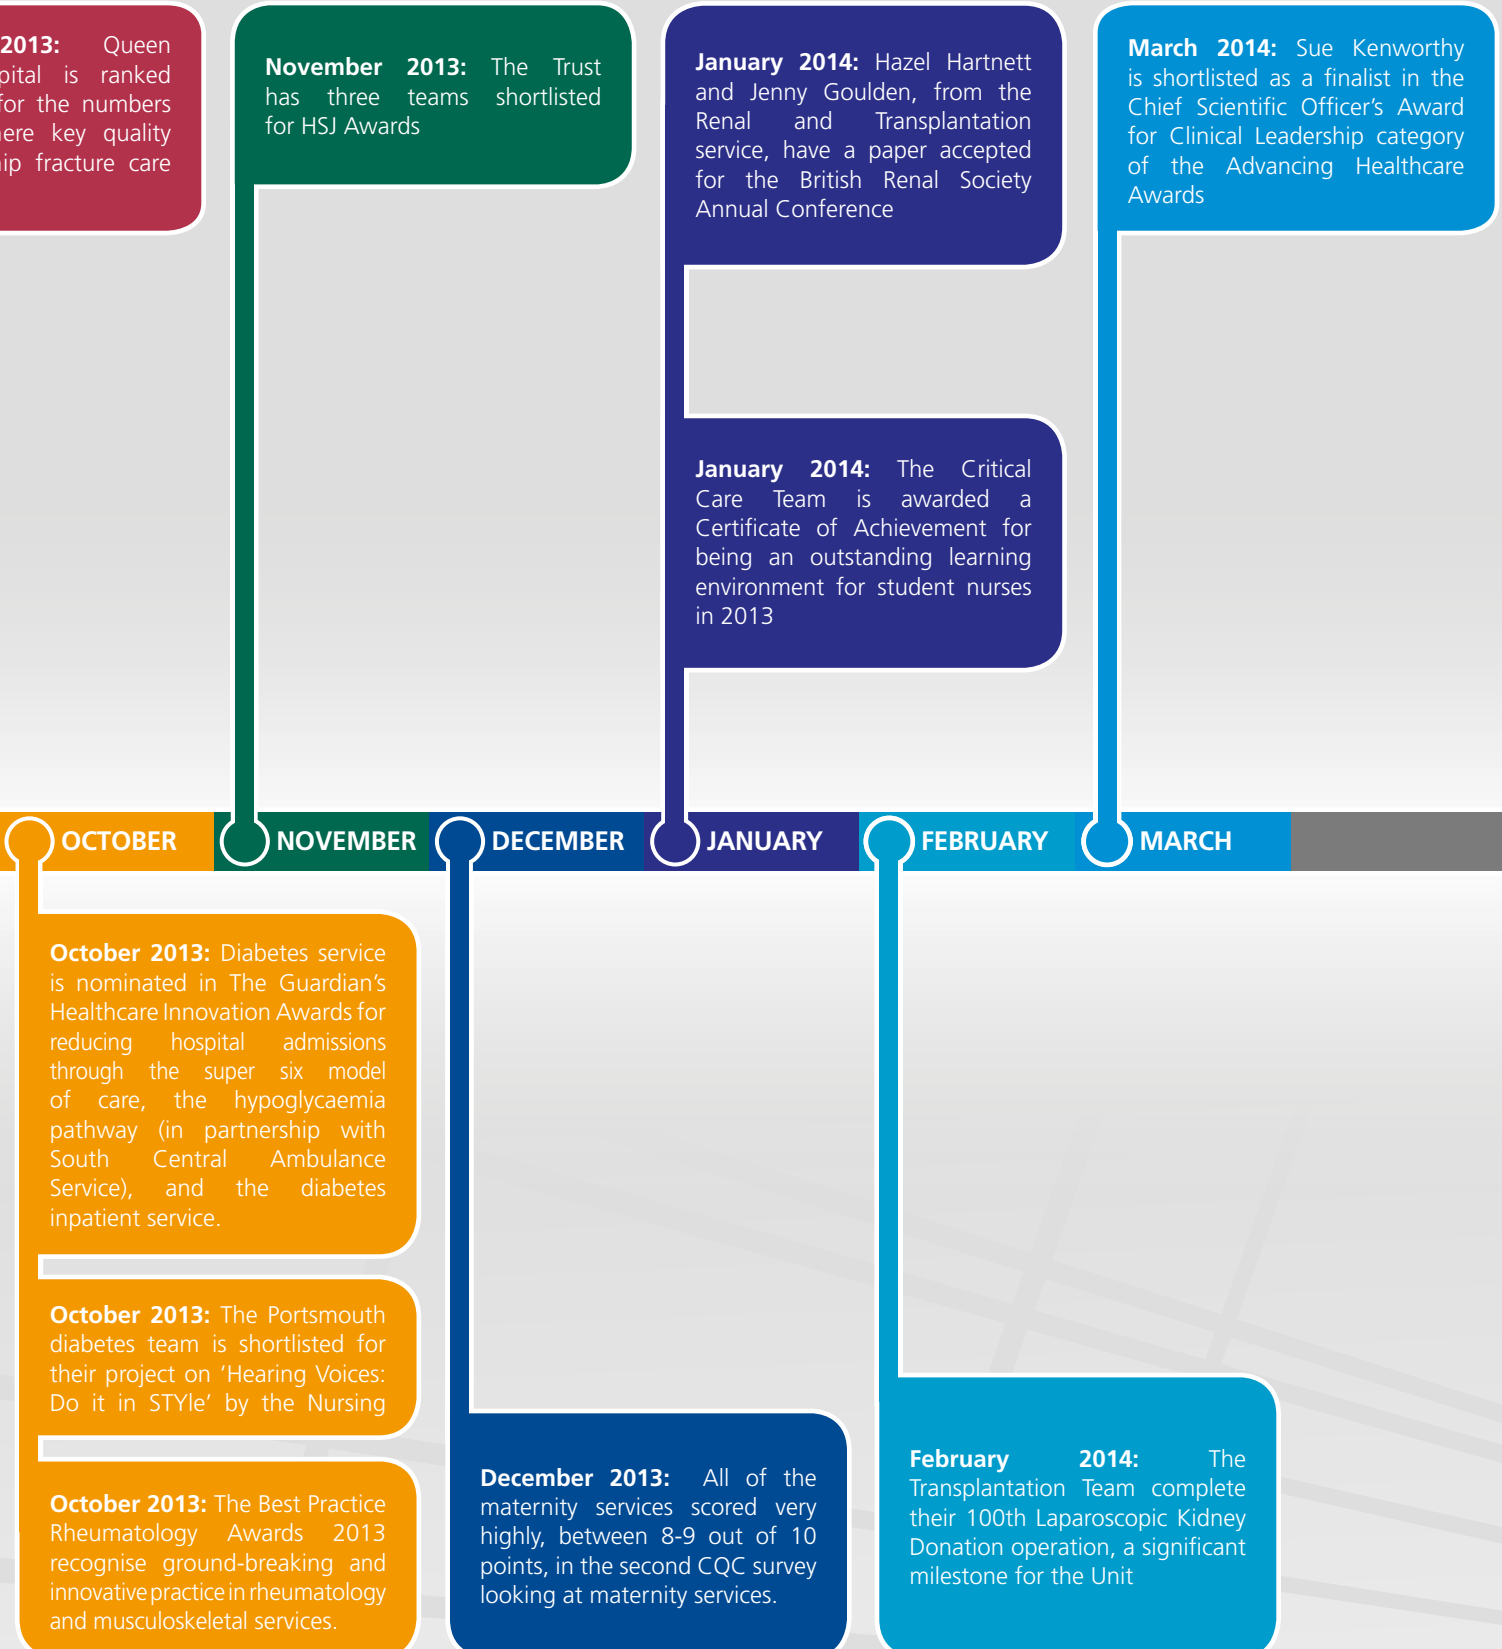 2013: Queen
pital is ranked
for the numbers
ere key quality
ip fracture care
November 2013: The Trust
has three teams shortlisted
for HSJ Awards
January 2014: Hazel Hartnett
and Jenny Goulden, from the
Renal and Transplantation
service, have a paper accepted
for the British Renal Society
Annual Conference
March 2014: Sue Kenworthy
is shortlisted as a finalist in the
Chief Scientific Officer's Award
for Clinical Leadership category
of the Advancing Healthcare
Awards
January 2014: The Critical
Care Team is awarded a
Certificate of Achievement for
being an outstanding learning
environment for student nurses
in 2013
OCTOBER
NOVEMBER
DECEMBER
JANUARY
FEBRUARY
MARCH
October 2013: Diabetes service
is nominated in The Guardian's
Healthcare Innovation Awards for
reducing hospital admissions
through the super six model
of care, the hypoglycaemia
pathway (in partnership with
South Central Ambulance
Service), and the diabetes
inpatient service.
October 2013: The Portsmouth
diabetes team is shortlisted for
their project on 'Hearing Voices:
Do it in STYle' by the Nursing
October 2013: The Best Practice
Rheumatology Awards 2013
recognise ground-breaking and
innovative practice in rheumatology
and musculoskeletal services.
December 2013: All of the
maternity services scored very
highly, between 8-9 out of 10
points, in the second CQC survey
looking at maternity services.
February 2014: The
Transplantation Team complete
their 100th Laparoscopic Kidney
Donation operation, a significant
milestone for the Unit